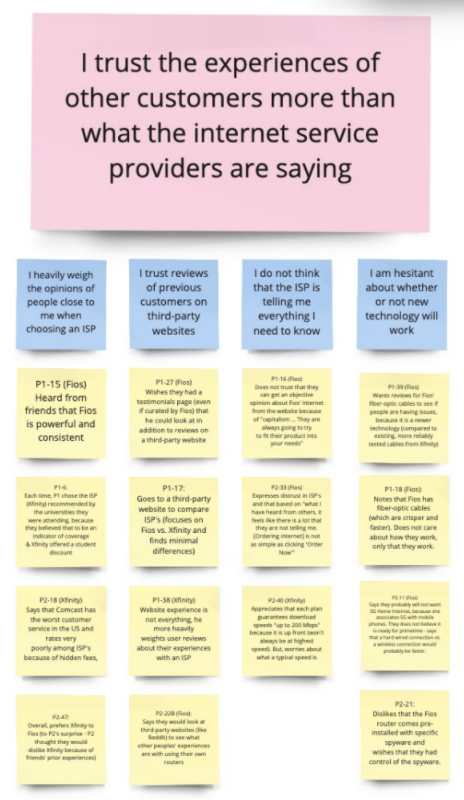 I trust the experiences of
other customers more than
what the internet service
providers are saying
I heavily weigh
the opinions of
people close to
me when
choosing an ISP
P1-15 (Fios)
Heard from
friends that Fios
is powerful and
consistent
P1-6:
Each time, P1 chose the ISP
(Xfinity) recommended by
the universities they
were attending, because
they believed that to be an
indicator of coverage
& Xfinity offered a student
discount
P2-18 (Xfinity)
Says that Comcast has
the worst customer
service in the US and
rates very
poorly among ISP's
because of hidden fees,
P2-47:
Overall, prefers Xfinity to
Fios (to P2's surprise - P2
thought they would
dislike Xfinity because of
friends' prior experiences)
I trust reviews
of previous
customers on
third-party
websites
P1-27 (Fios)
Wishes they had a
testimonials page (even
if curated by Fios) that
he could look at in
addition to reviews on
a third-party website
P1-17:
Goes to a third-party
website to compare
ISP's (focuses on
Fios vs. Xfinity and
finds minimal
differences)
P1-38 (Xfinity)
Website experience is
not everything, he
more heavily
weights user reviews
about their experiences
with an ISP
P2-22B (Fios):
Says they would look at
third-party websites (like
Reddit) to see what
other peoples' experiences
are with using their own
routers
I do not think
that the ISP is
telling me
everything I
need to know
P1-16 (Fios)
Does not trust that they
can get an objective
opinion about Fios' internet
from the website because
of "capitalism ... They are
always going to try
to fit their product into
your needs"
P2-33 (Fios)
Expresses distrust in ISP's
and that based on "what I
have heard from others, it
feels like there is a lot that
they are not telling me.
[Ordering internet] is not
as simple as clicking 'Order
Now'"
P2-40 (Xfinity)
Appreciates that each plan
guarantees download
speeds "up to 200 Mbps"
because it is up front (won't
always be at highest
speed). But, worries about
what a typical speed is
I am hesitant
about whether
or not new
technology will
work
P1-39 (Fios)
Wants reviews for Fios'
fiber-optic cables to see if
people are having issues,
because it is a newer
technology (compared to
existing, more reliably
tested cables from Xfinity)
P1-18 (Fios):
Notes that Fios has
fiber-optic cables
(which are crisper and
faster). Does not care
about how they work,
only that they work.
P2-11 (Fios)
Says they probably will not want
5G Home internet, because she
associates 5G with mobile
phones. They does not believe it
is ready for primetime - says
that a hard wired connection vs.
a wireless connection would
probably be faster.
P2-21:
Dislikes that the Fios
router comes pre-
installed with specific
spyware and
wishes that they had
control of the spyware.